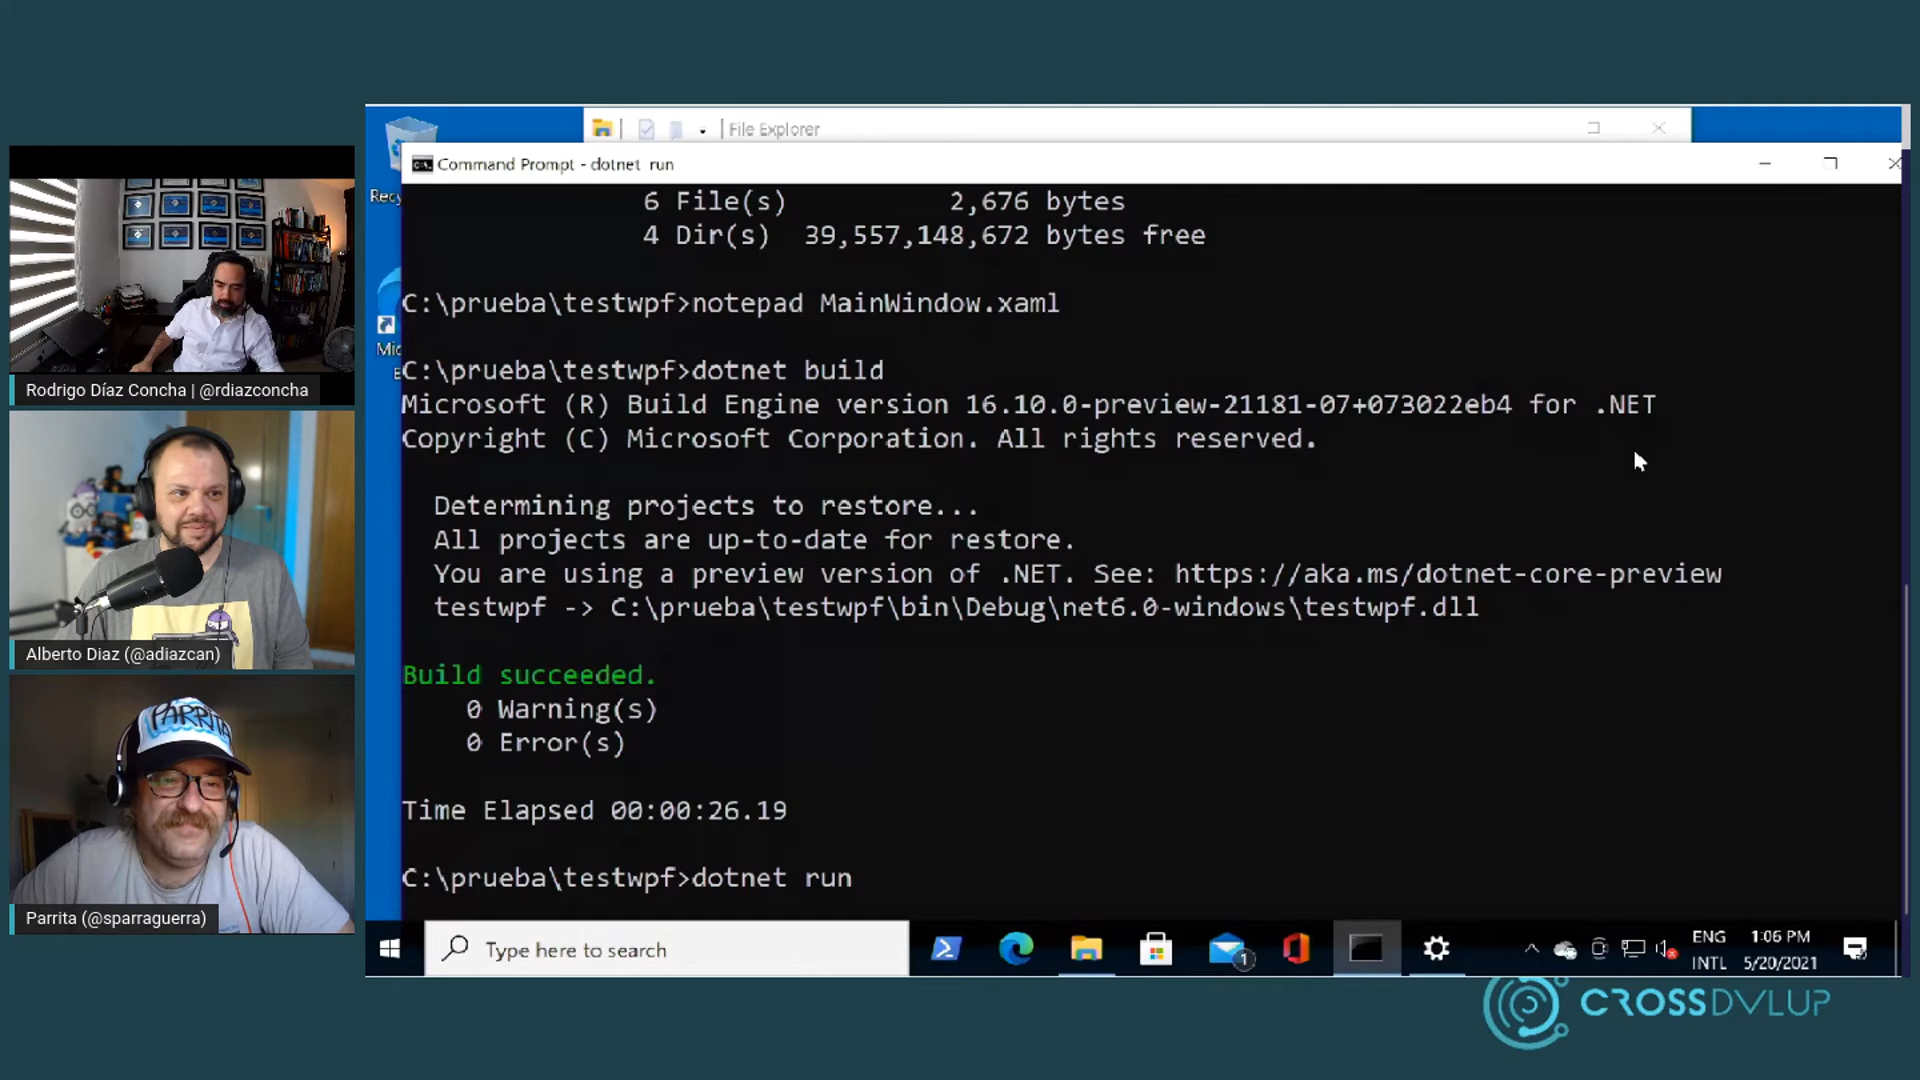 File Explorer
Command Prompt - dotnet run
6 File(s) 2,676 bytes
4 Dir(s) 39,557,148,672 bytes free
C:\prueba\testwpf>notepad MainWindow.xaml
C:\prueba\testwpf>dotnet build
Microsoft (R) Build Engine version 16.10.0-preview-21181-07+073022eb4 for .NET
Copyright (C) Microsoft Corporation. All rights reserved.
Determining projects to restore...
All projects are up-to-date for restore.
You are using a preview version of .NET. See: https://aka.ms/dotnet-core-preview
testwpf -> C:\prueba\testwpf\bin\Debug\net6.0-windows\testwpf.dll
Build succeeded.
0 Warning(s)
0 Error(s)
Time Elapsed 00:00:26.19
C:\prueba\testwpf>dotnet run
Recy
Mic
E
Rodrigo Díaz Concha | @rdiazconcha
Alberto Diaz (@adiazcan)
PARRITA
Parrita (@sparraguerra)
Type here to search
1
ENG
INTL
1:06 PM
5/20/2021
CROSSDVLUP